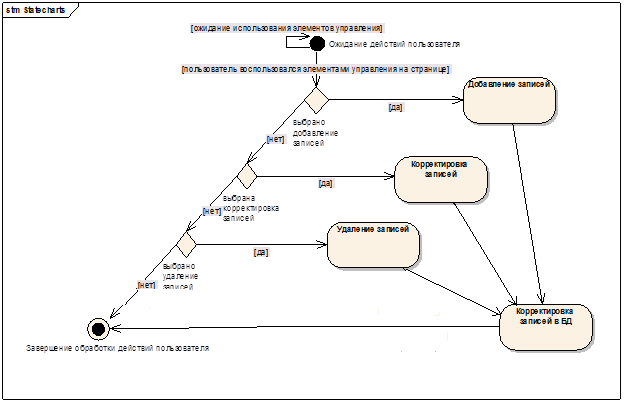 stm Statecharts
[ожидание использования элементов управления]
Ожидание действий пользователя
[пользователь воспользовался элементами управления на странице]
Добавление записей
[да]
выбрано
добавление
записей
[нет]
Корректировка
записей
[да]
выбрана
корректировка
записей
[нет]
Удаление записей
[да]
выбрано
удаление
записей
[нет]
Корректировка
записей в БД
Завершение обработки действий пользователя